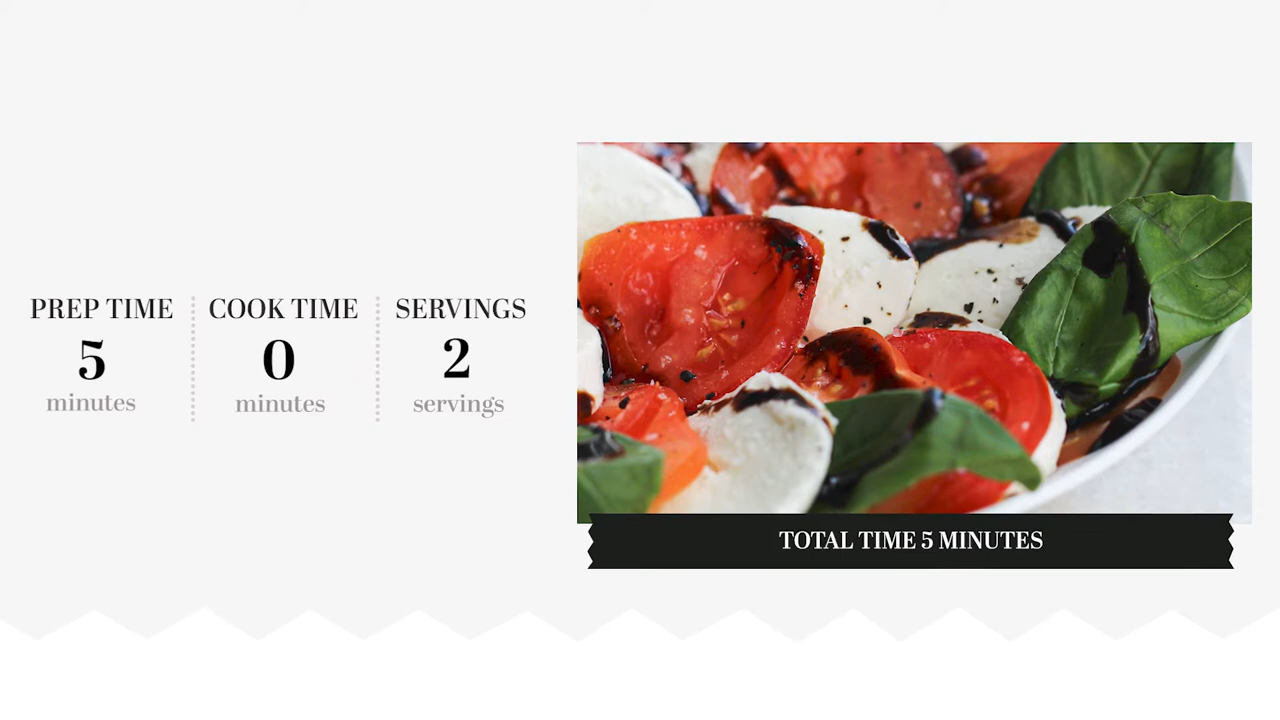 PREP TIME
5
minutes
COOK TIME
0
minutes
SERVINGS
2
servings
TOTAL TIME 5 MINUTES